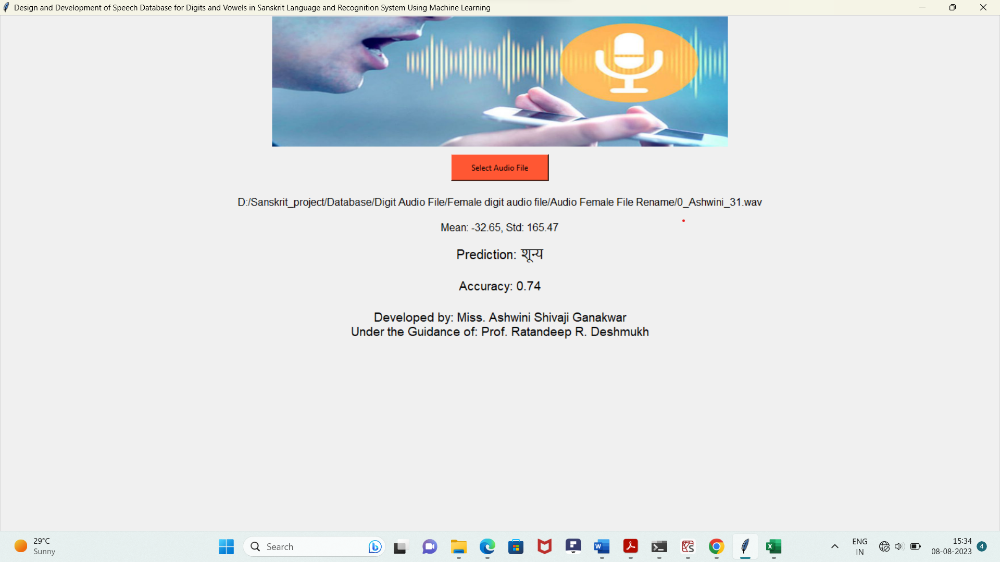 Design and Development of Speech Database for Digits and Vowels in Sanskrit Language and Recognition System Using Machine Learning
Select Audio File
D:/Sanskrit_project/Database/Digit Audio File/Female digit audio file/Audio Female File Rename/0_Ashwini_31.wav
Mean: -32.65, Std: 165.47
Prediction: शून्य
Accuracy: 0.74
Developed by: Miss. Ashwini Shivaji Ganakwar
Under the Guidance of: Prof. Ratandeep R. Deshmukh
29°C
Sunny
Search
ENG
IN
15:34
08-08-2023
4